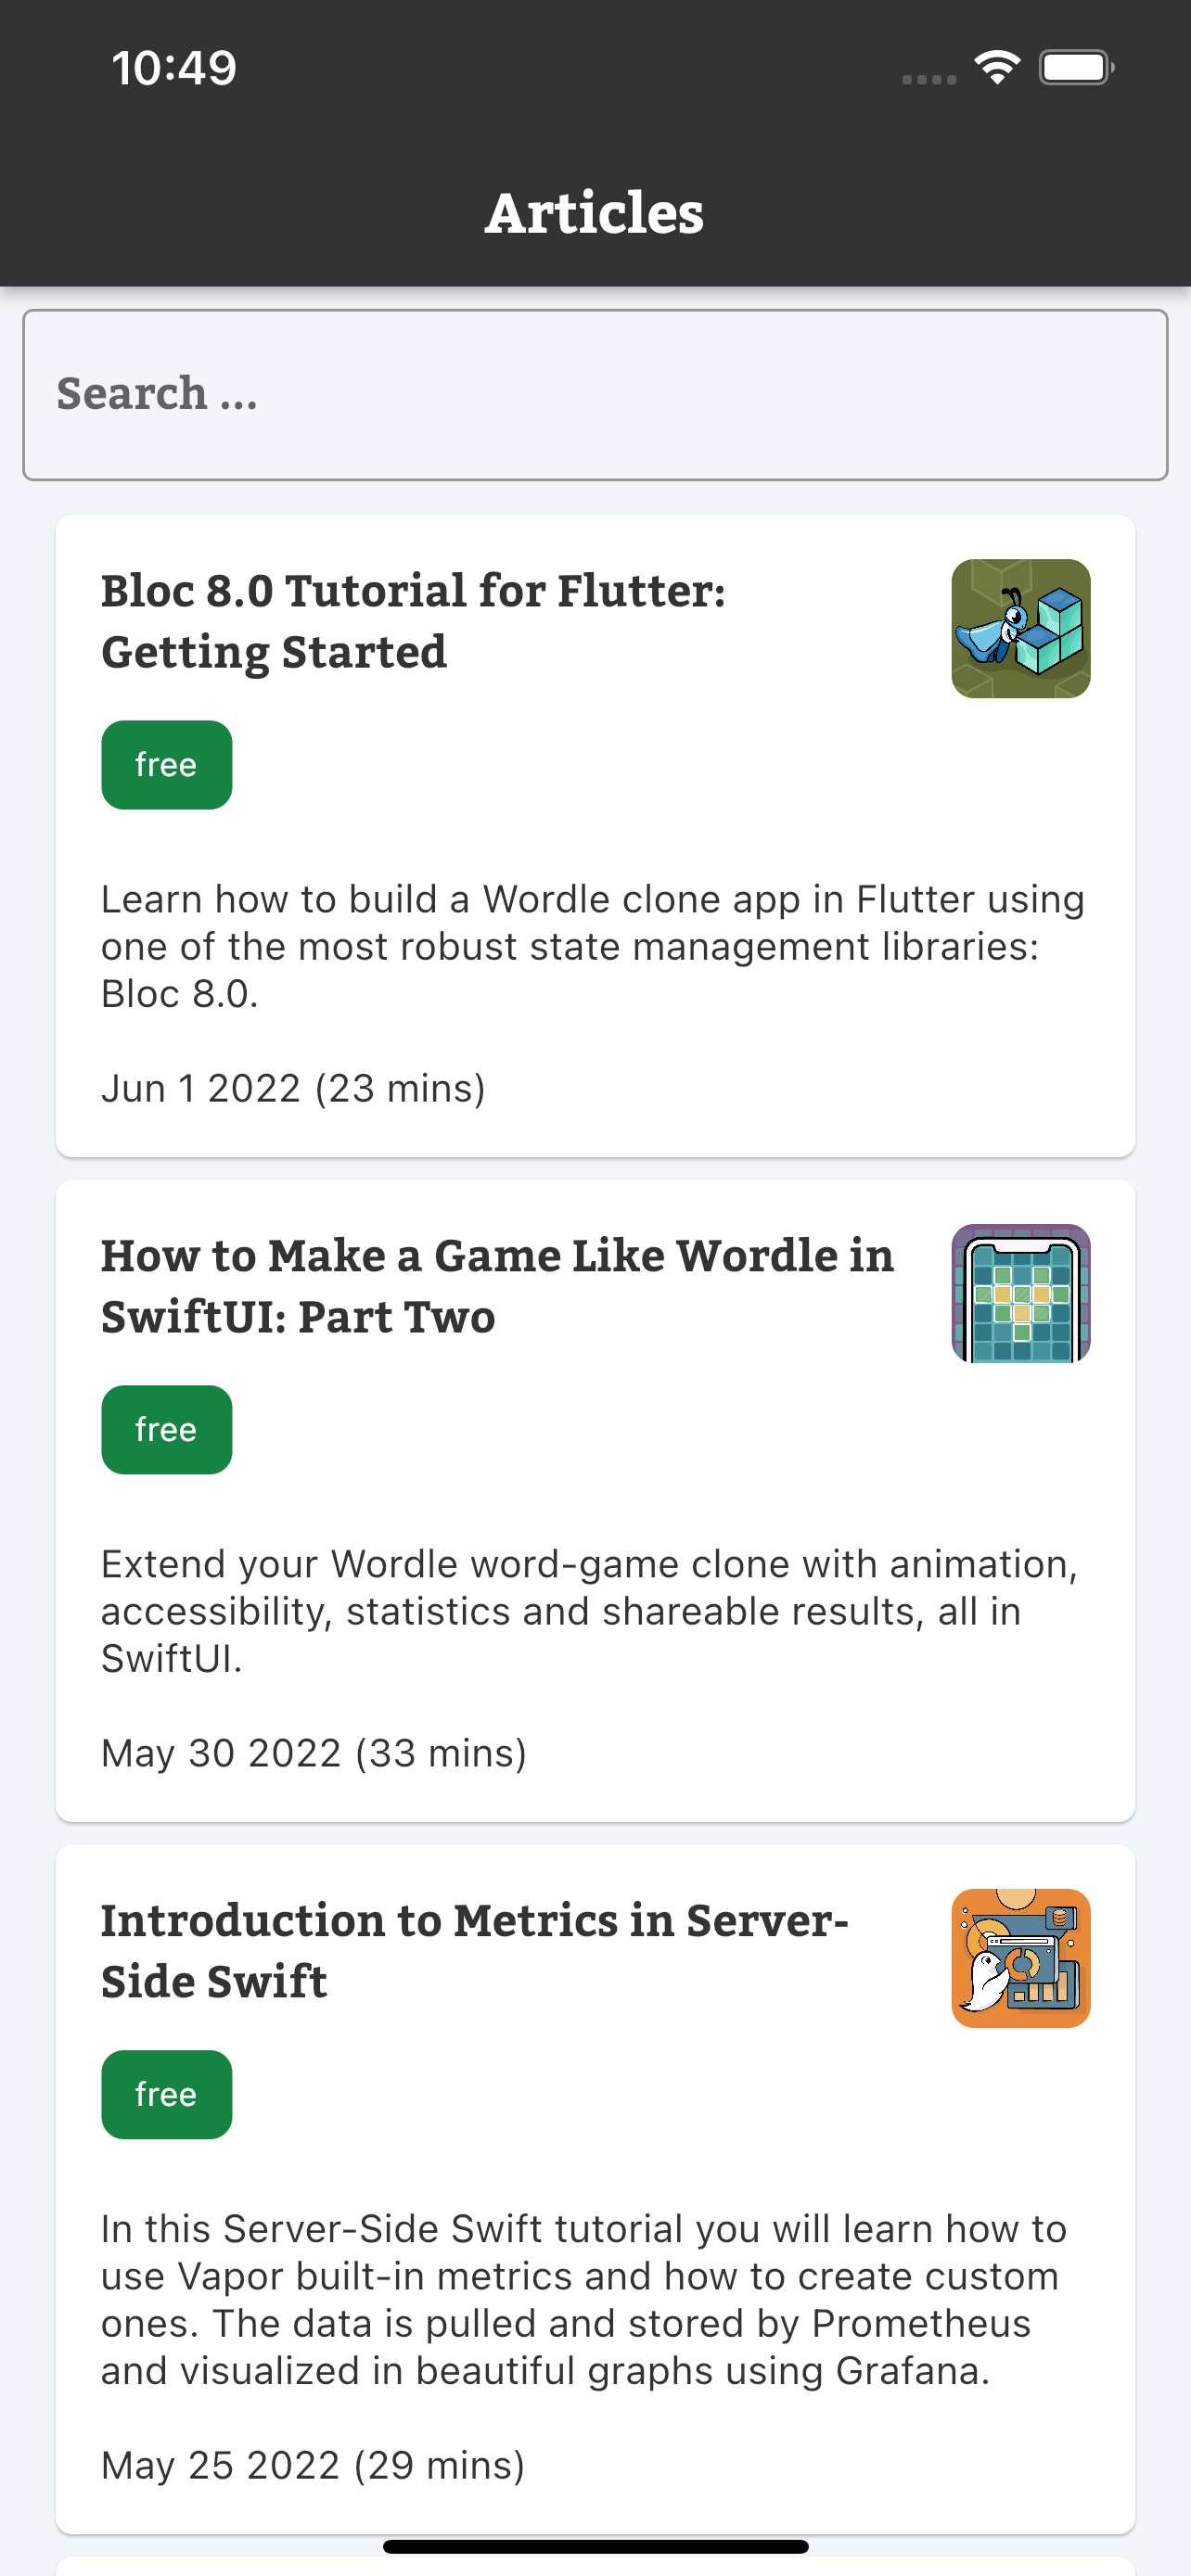 10:49
Articles
Search ...
Bloc 8.0 Tutorial for Flutter:
Getting Started
free
Learn how to build a Wordle clone app in Flutter using
one of the most robust state management libraries:
Bloc 8.0.
Jun 1 2022 (23 mins)
How to Make a Game Like Wordle in
SwiftUI: Part Two
free
Extend your Wordle word-game clone with animation,
accessibility, statistics and shareable results, all in
SwiftUI.
May 30 2022 (33 mins)
Introduction to Metrics in Server-
Side Swift
free
In this Server-Side Swift tutorial you will learn how to
use Vapor built-in metrics and how to create custom
ones. The data is pulled and stored by Prometheus
and visualized in beautiful graphs using Grafana.
May 25 2022 (29 mins)